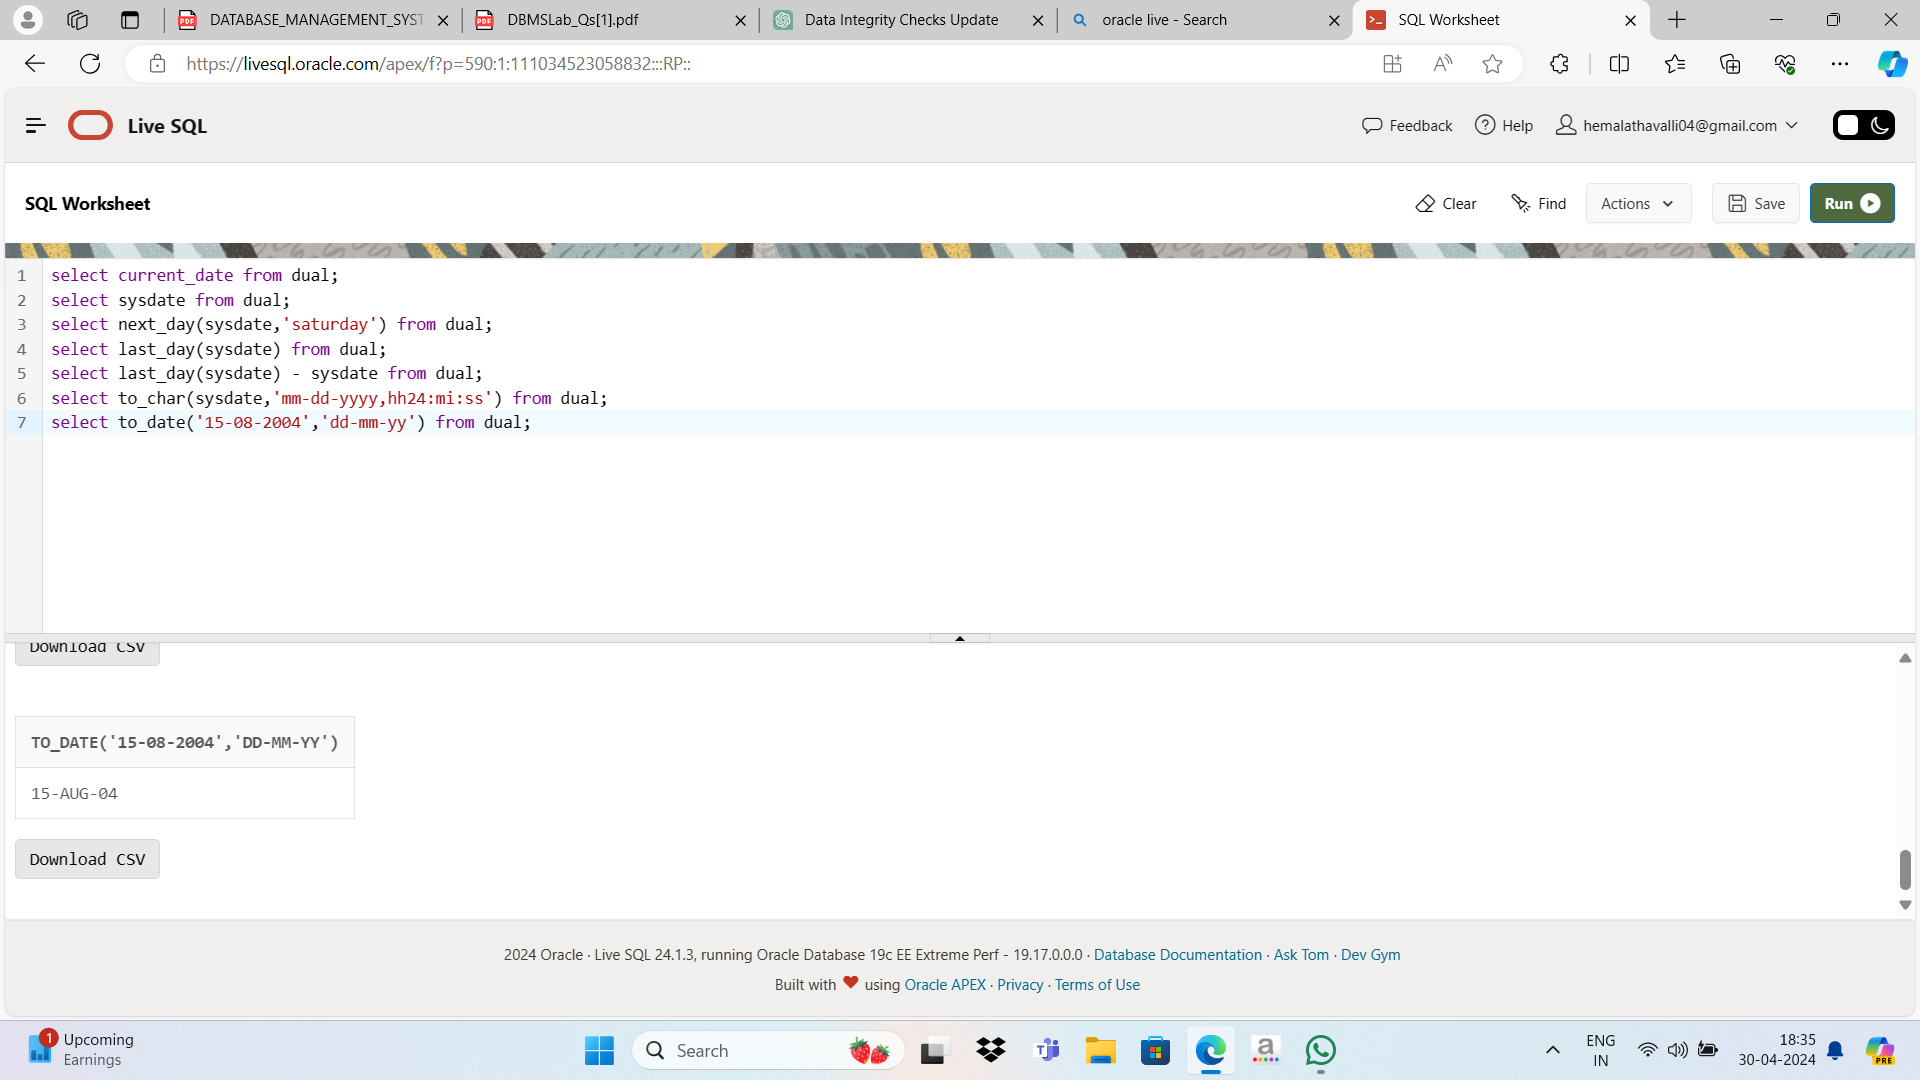 DATABASE_MANAGEMENT_SYST
DBMSLab_Qs[1].pdf
Data Integrity Checks Update
oracle live - Search
SQL Worksheet
https://livesql.oracle.com/apex/f?p=590:1:111034523058832:::RP::
Live SQL
Feedback
Help
hemalathavalli04@gmail.com
SQL Worksheet
Clear
Find
Actions
Save
Run
1 select current_date from dual;
2 select sysdate from dual;
3 select next_day(sysdate,'saturday') from dual;
4 select last_day(sysdate) from dual;
5 select last_day(sysdate) - sysdate from dual;
6 select to_char(sysdate,'mm-dd-yyyy,hh24:mi:ss') from dual;
7 select to_date('15-08-2004','dd-mm-yy') from dual;
Download CSV
TO_DATE('15-08-2004','DD-MM-YY')
15-AUG-04
Download CSV
2024 Oracle · Live SQL 24.1.3, running Oracle Database 19c EE Extreme Perf - 19.17.0.0.0 · Database Documentation · Ask Tom · Dev Gym
Built with ❤ using Oracle APEX · Privacy · Terms of Use
1
Upcoming
Earnings
Search
ENG
IN
18:35
30-04-2024
PRE